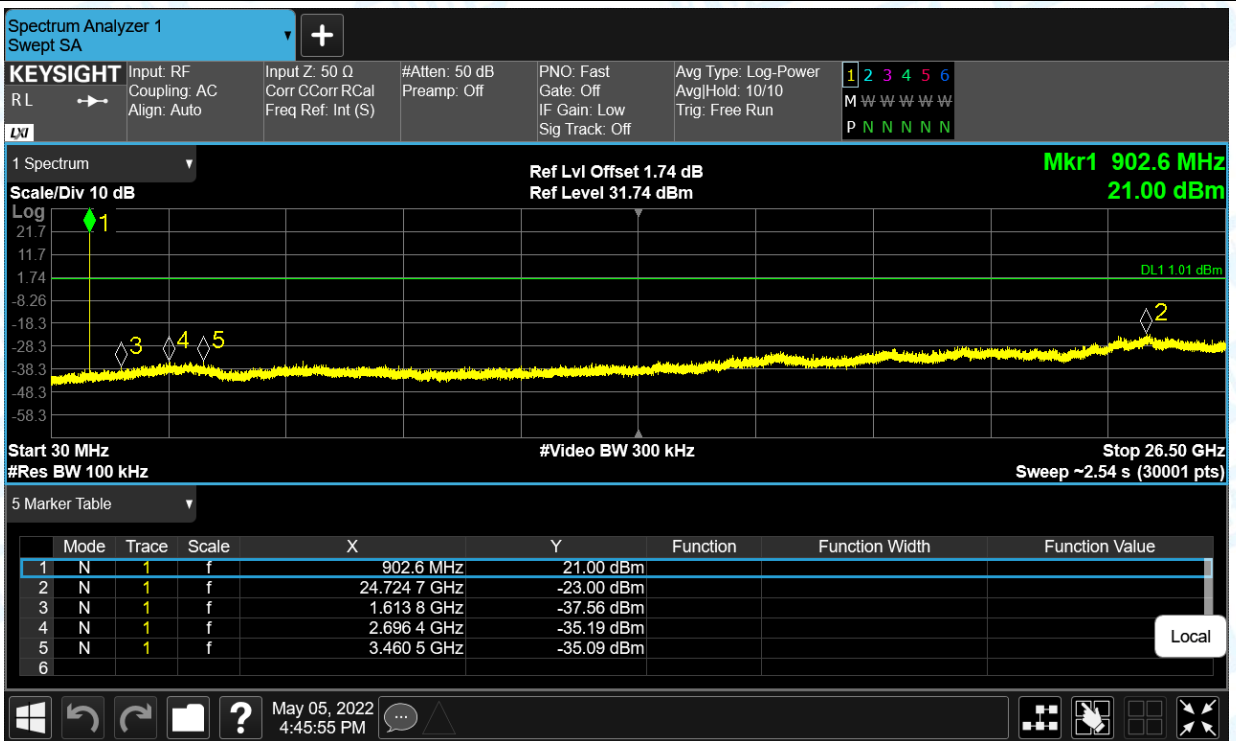 Spectrum Analyzer 1
Swept SA
+
KEYSIGHT
R L
LXI
Input: RF
Coupling: AC
Align: Auto
Input Z: 50 Ω
Corr CCorr RCal
Freq Ref: Int (S)
#Atten: 50 dB
Preamp: Off
PNO: Fast
Gate: Off
IF Gain: Low
Sig Track: Off
Avg Type: Log-Power
Avg|Hold: 10/10
Trig: Free Run
1 2 3 4 5 6
M W W W W W
P N N N N N
1 Spectrum
Scale/Div 10 dB
Ref Lvl Offset 1.74 dB
Ref Level 31.74 dBm
Mkr1 902.6 MHz
21.00 dBm
Log
21.7
11.7
1.74
-8.26
-18.3
-28.3
-38.3
-48.3
-58.3
1
DL1 1.01 dBm
2
3
4
5
Start 30 MHz
#Res BW 100 kHz
#Video BW 300 kHz
Stop 26.50 GHz
Sweep ~2.54 s (30001 pts)
5 Marker Table
Mode Trace Scale X Y Function Function Width Function Value
1 N 1 f 902.6 MHz 21.00 dBm
2 N 1 f 24.724 7 GHz -23.00 dBm
3 N 1 f 1.613 8 GHz -37.56 dBm
4 N 1 f 2.696 4 GHz -35.19 dBm
5 N 1 f 3.460 5 GHz -35.09 dBm
6
Local
?
May 05, 2022
4:45:55 PM